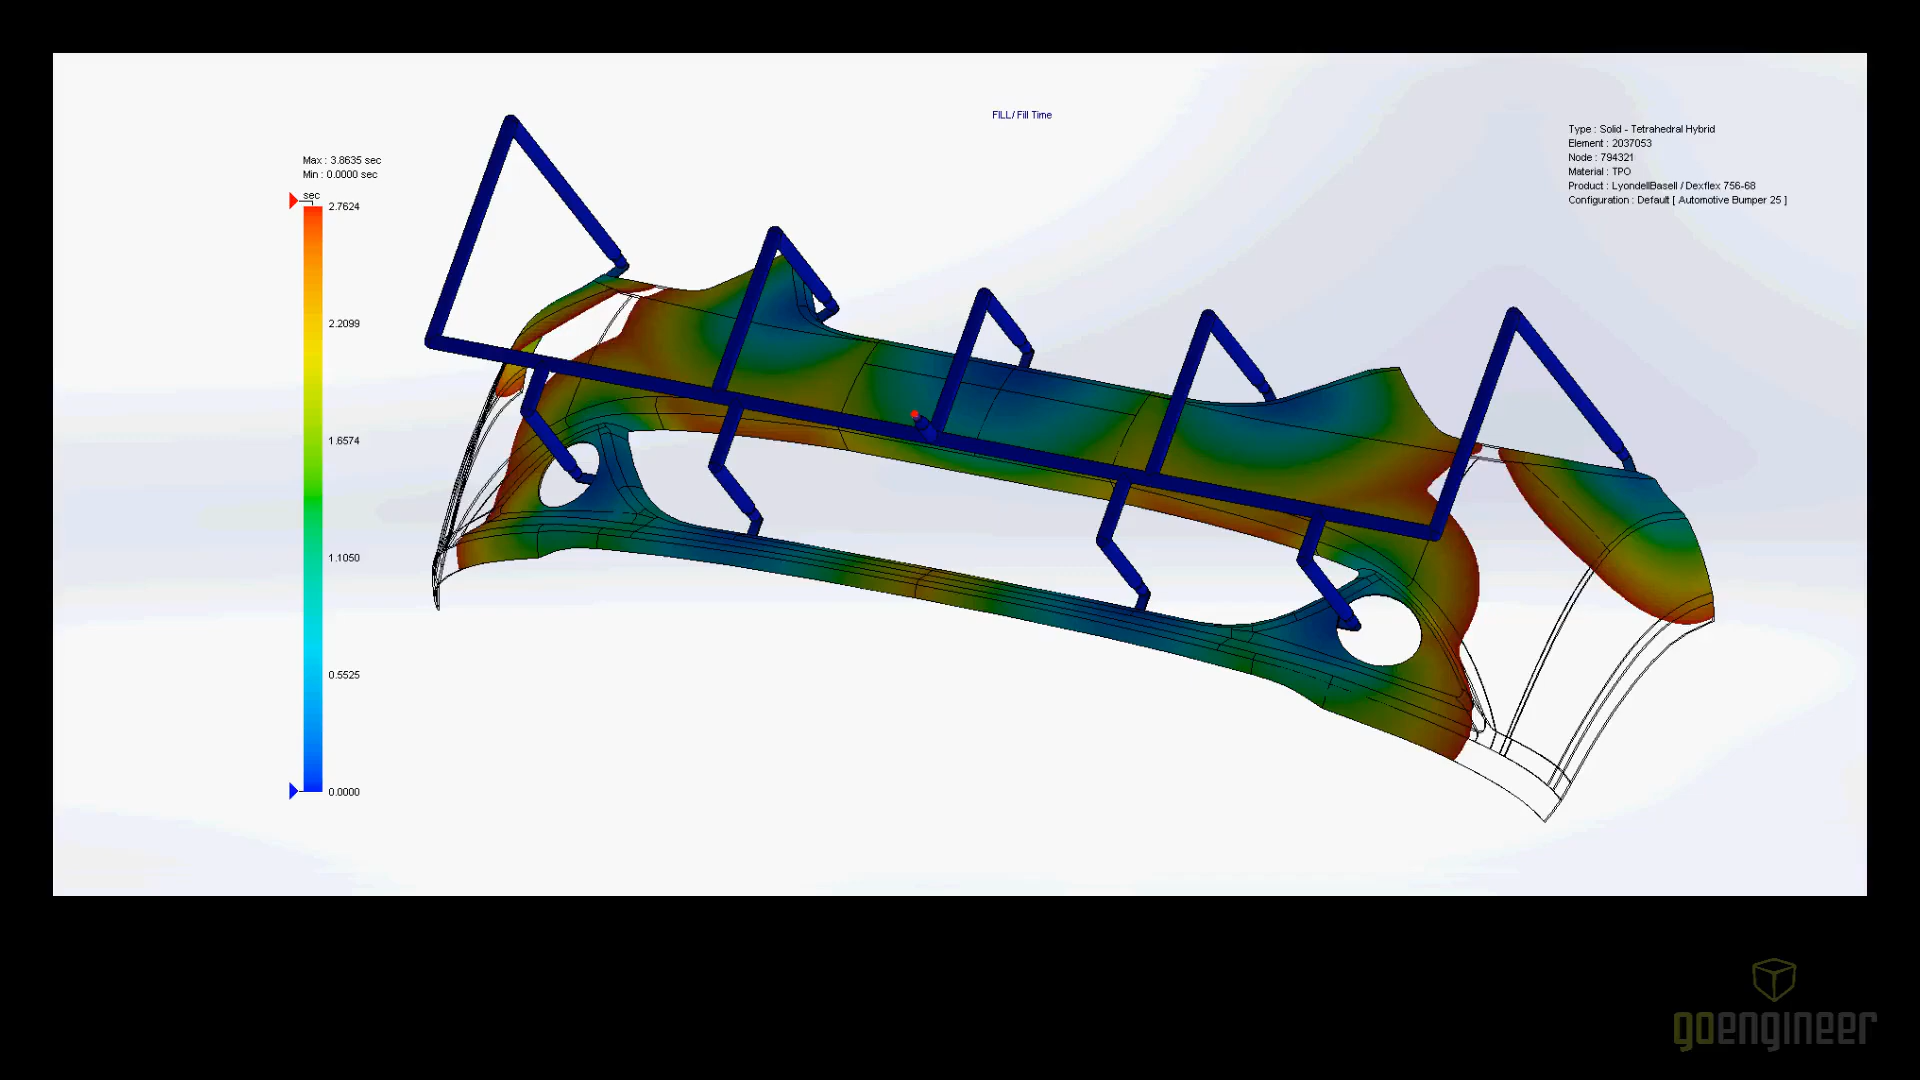 FILL/ Fill Time
Type : Solid - Tetrahedral Hybrid
Element : 2037053
Node : 794321
Material : TPO
Product : LyondellBasell / Dexflex 756-68
Configuration : Default [ Automotive Bumper 25 ]
Max : 3.8635 sec
Min : 0.0000 sec
sec
2.7624
2.2099
1.6574
1.1050
0.5525
0.0000
goengineer